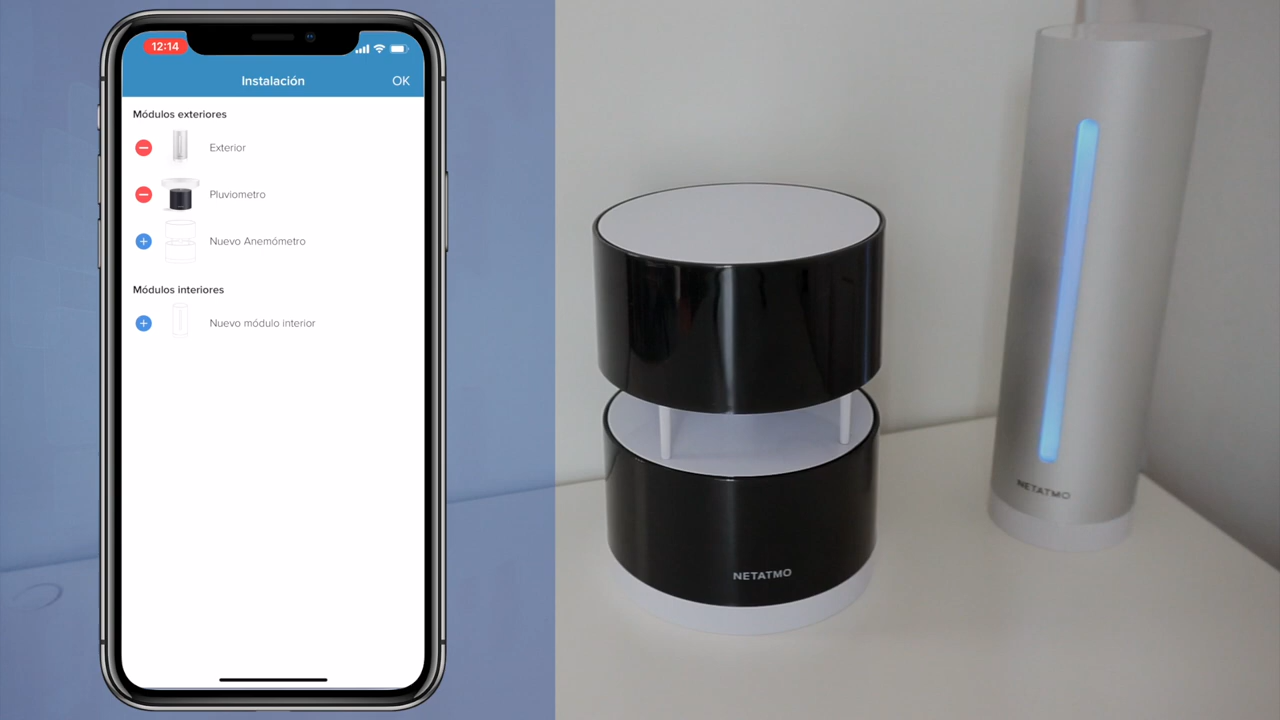 12:14
Instalación
OK
Módulos exteriores
Exterior
Pluviometro
Nuevo Anemómetro
Módulos interiores
Nuevo módulo interior
NETATMO
NETATMO